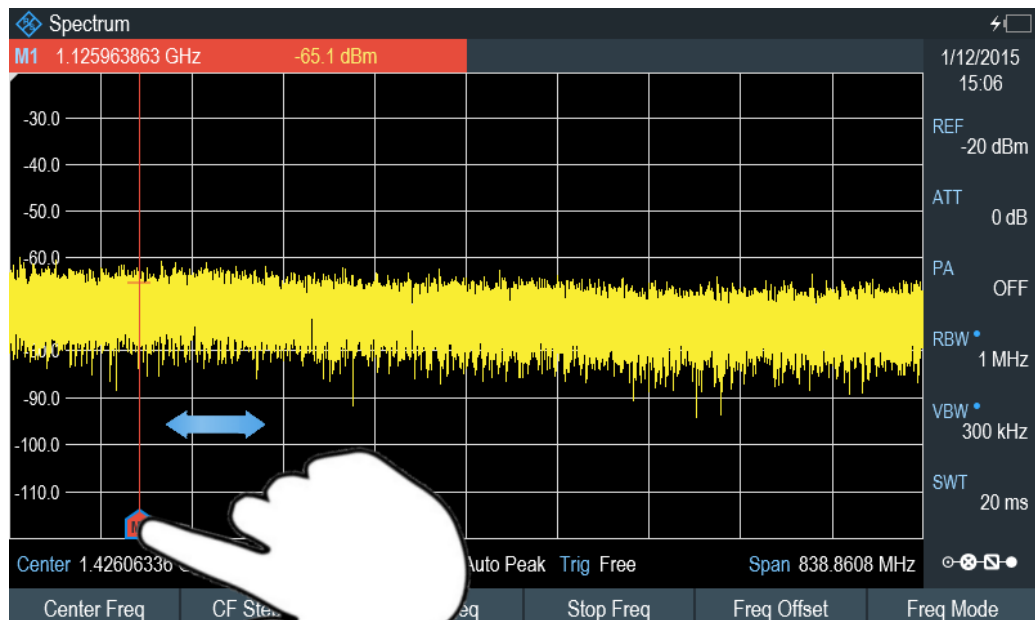 Spectrum
M1 1.125963863 GHz -65.1 dBm
1/12/2015
15:06
-30.0
-40.0
-50.0
-60.0
-90.0
-100.0
-110.0
REF
-20 dBm
ATT
0 dB
PA
OFF
RBW
1 MHz
VBW
300 kHz
SWT
20 ms
M
Center 1.42606336 Auto Peak Trig Free Span 838.8608 MHz
Center Freq CF Stop Freq Freq Offset Freq Mode